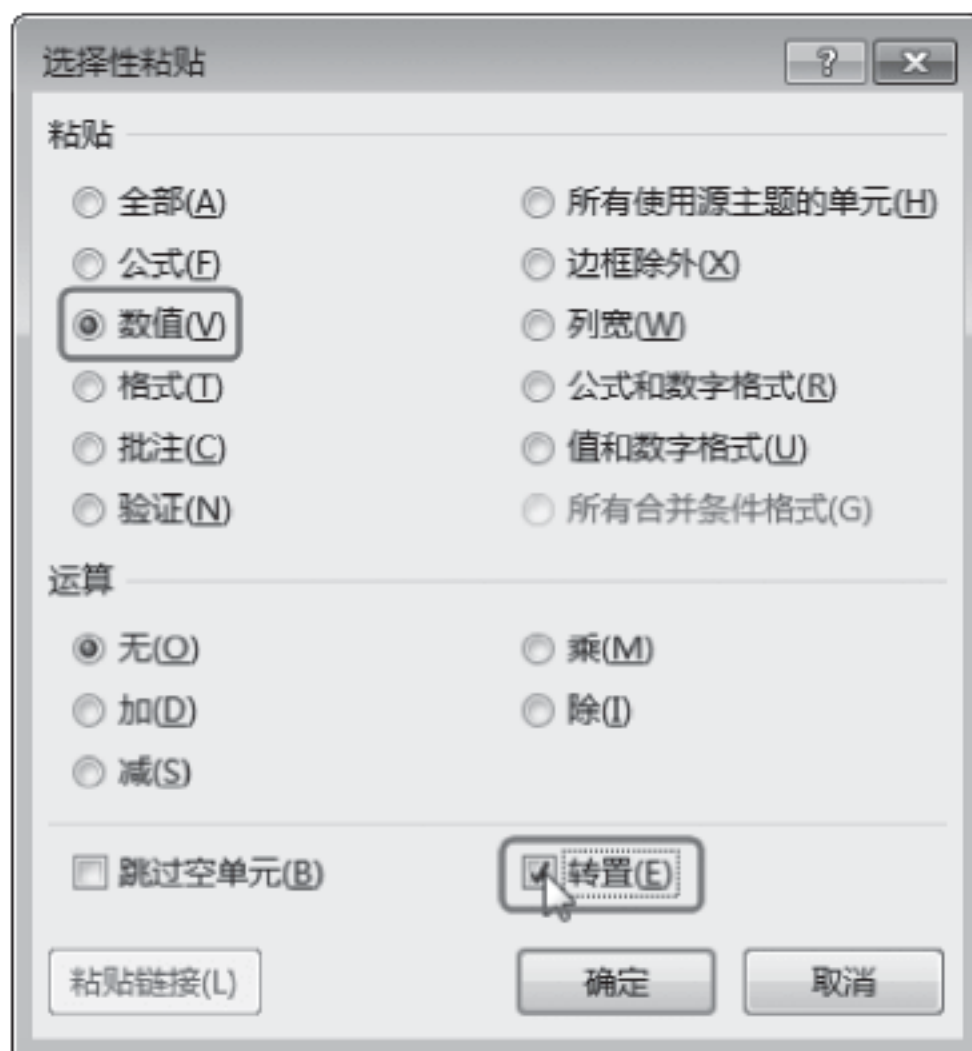 选择性粘贴
粘贴
全部(A)
所有使用源主题的单元(H)
公式(F)
边框除外(X)
数值(V)
列宽(W)
格式(T)
公式和数字格式(R)
批注(C)
值和数字格式(U)
验证(N)
所有合并条件格式(G)
运算
无(O)
乘(M)
加(D)
除(I)
减(S)
跳过空单元(B)
转置(E)
粘贴链接(L)
确定
取消